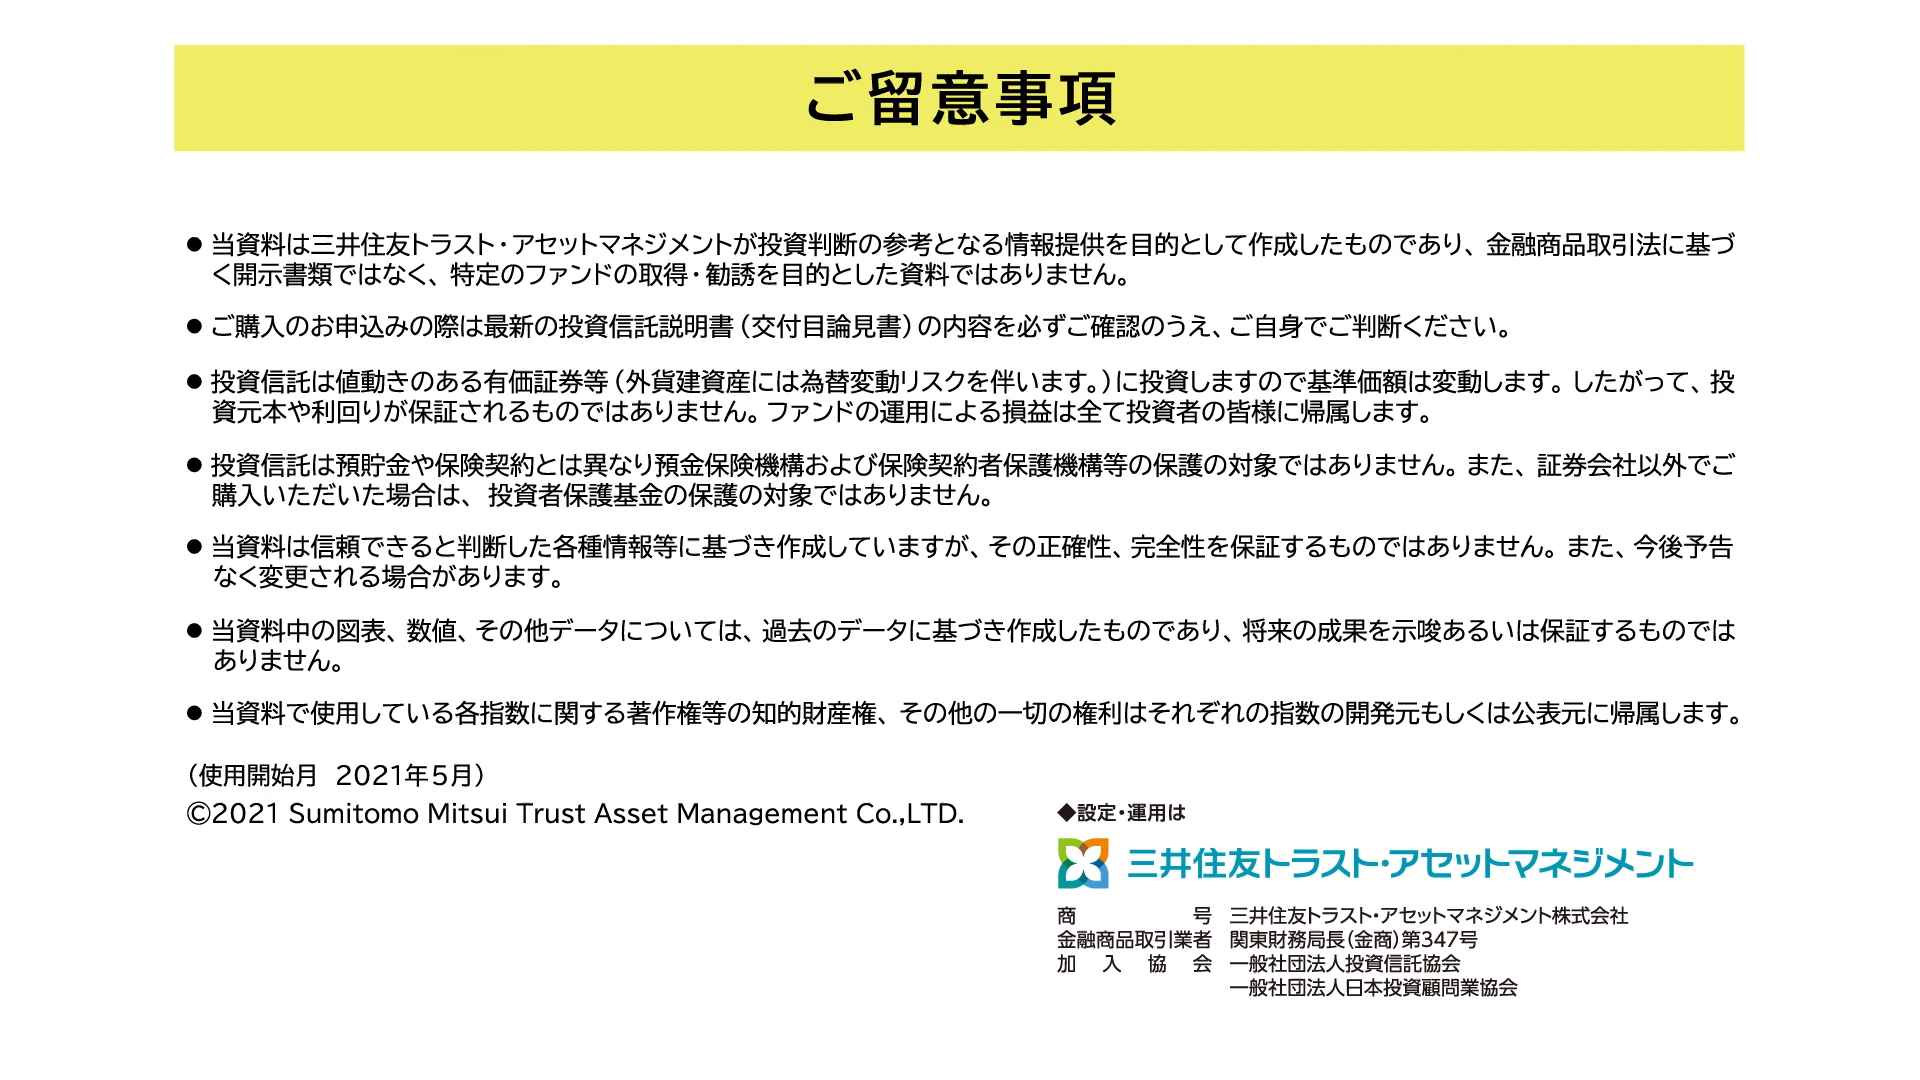 ご留意事項
● 当資料は三井住友トラスト・アセットマネジメントが投資判断の参考となる情報提供を目的として作成したものであり、金融商品取引法に基づ
く開示書類ではなく、特定のファンドの取得・勧誘を目的とした資料ではありません。
● ご購入のお申込みの際は最新の投資信託説明書(交付目論見書)の内容を必ずご確認のうえ、ご自身でご判断ください。
● 投資信託は値動きのある有価証券等(外貨建資産には為替変動リスクを伴います。)に投資しますので基準価額は変動します。したがって、投
資元本や利回りが保証されるものではありません。ファンドの運用による損益は全て投資者の皆様に帰属します。
● 投資信託は預貯金や保険契約とは異なり預金保険機構および保険契約者保護機構等の保護の対象ではありません。また、証券会社以外でご
購入いただいた場合は、投資者保護基金の保護の対象ではありません。
● 当資料は信頼できると判断した各種情報等に基づき作成していますが、その正確性、完全性を保証するものではありません。また、今後予告
なく変更される場合があります。
● 当資料中の図表、数値、その他データについては、過去のデータに基づき作成したものであり、将来の成果を示唆あるいは保証するものでは
ありません。
● 当資料で使用している各指数に関する著作権等の知的財産権、その他の一切の権利はそれぞれの指数の開発元もしくは公表元に帰属します。
(使用開始月 2021年5月)
©2021 Sumitomo Mitsui Trust Asset Management Co.,LTD.
◆設定・運用は
三井住友トラスト・アセットマネジメント
商号 三井住友トラスト・アセットマネジメント株式会社
金融商品取引業者 関東財務局長(金商)第347号
加入協会 一般社団法人投資信託協会
一般社団法人日本投資顧問業協会